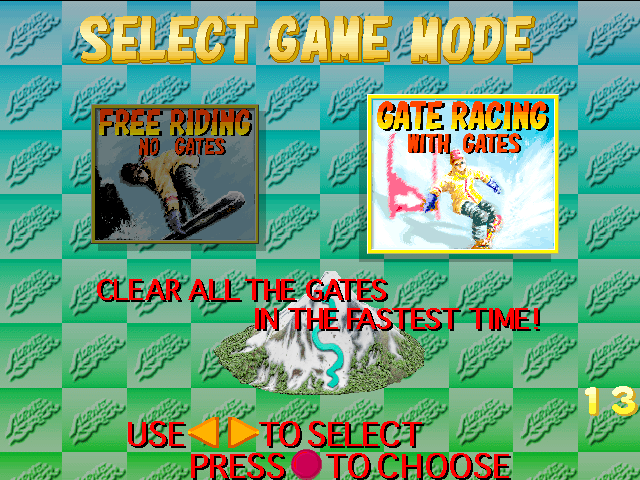 SELECT GAME MODE
FREE RIDING
NO GATES
GATE RACING
WITH GATES
CLEAR ALL THE GATES
IN THE FASTEST TIME!
13
USE ◀ ▶ TO SELECT
PRESS ● TO CHOOSE